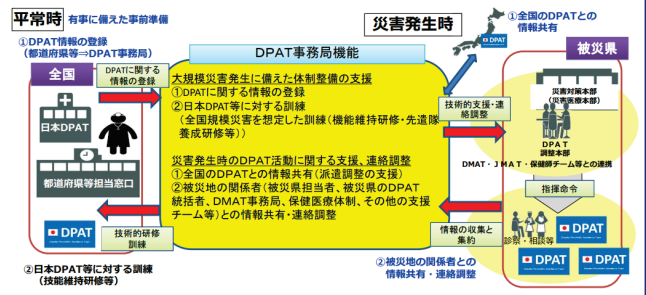 平常時 有事に備えた事前準備
①DPAT情報の登録
(都道府県等⇒DPAT事務局)
全国
日本DPAT
都道府県等担当窓口
DPATに関する
情報の登録
技術的研修
訓練
②日本DPAT等に対する訓練
(技能維持研修等)
DPAT事務局機能
大規模災害発生に備えた体制整備の支援
①DPATに関する情報の登録
②日本DPAT等に対する訓練
(全国規模災害を想定した訓練(機能維持研修・先遣隊
養成研修等))
災害発生時のDPAT活動に関する支援、連絡調整
①全国のDPATとの情報共有(派遣調整の支援)
②被災地の関係者(被災県担当者、被災県のDPAT
統括者、DMAT事務局、保健医療体制、その他の支援
チーム等)との情報共有・連絡調整
災害発生時
①全国のDPATとの
情報共有
DPAT
技術的支援・連
絡調整
情報の収集と
集約
②被災地の関係者との
情報共有・連絡調整
被災県
災害対策本部
(災害医療本部)
DPAT
調整本部
DMAT・JMAT・保健師チーム等との連携
指揮命令
診察・相談等
DPAT
DPAT
DPAT
DPAT
DPAT